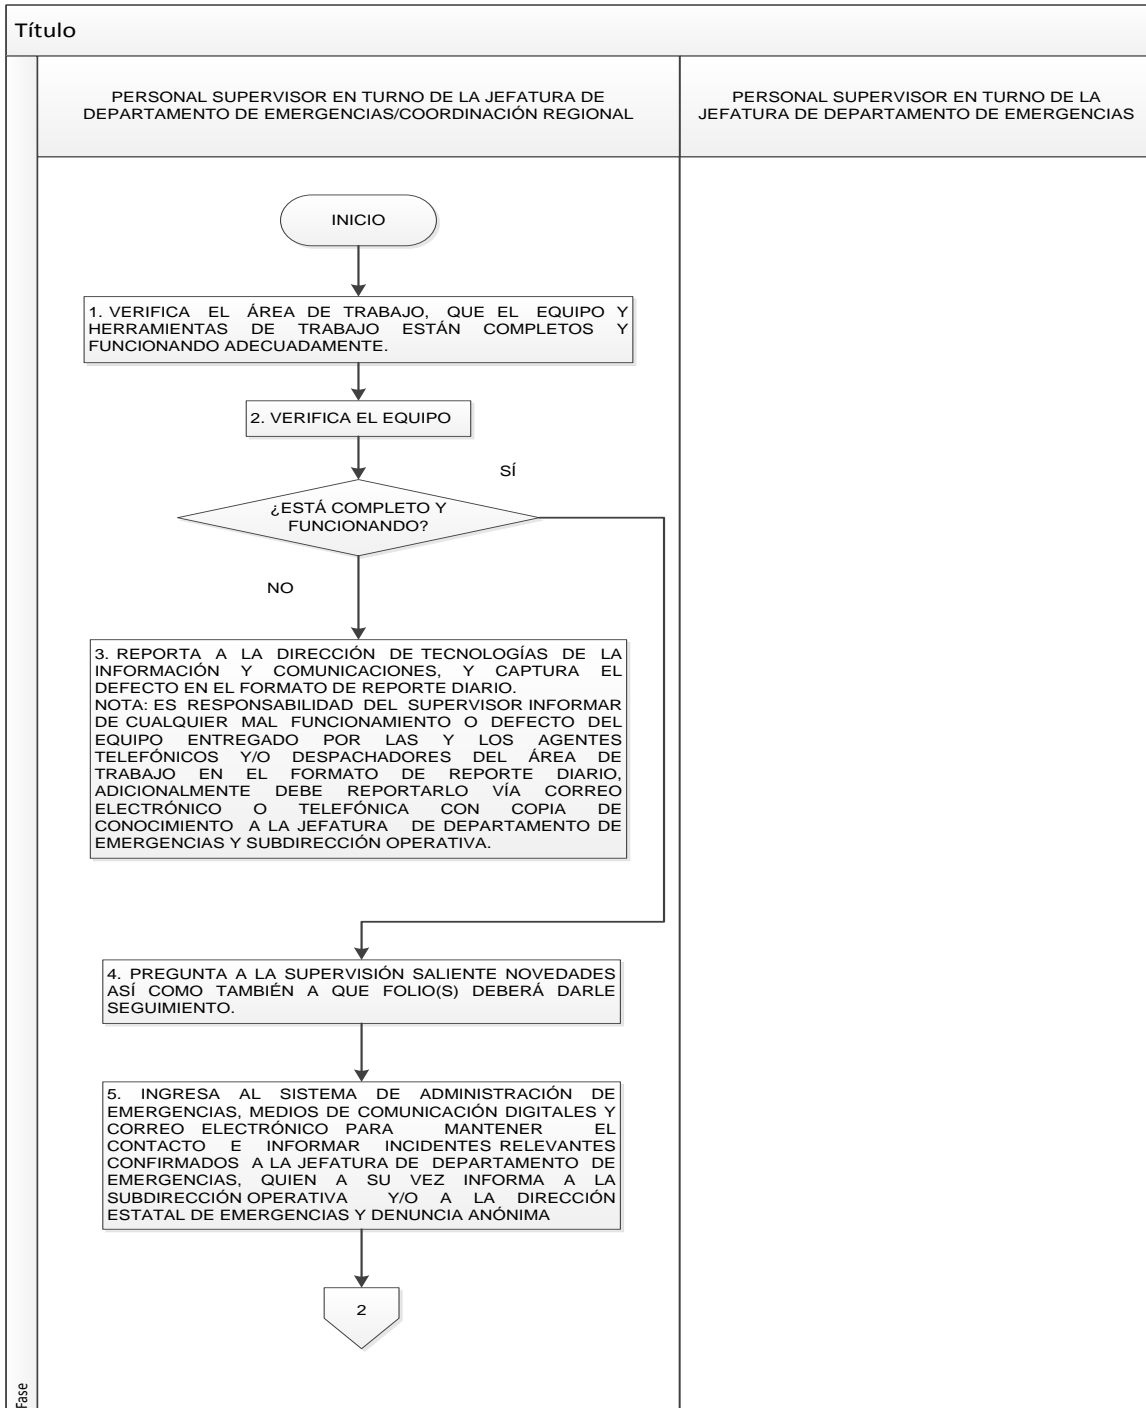 Título
PERSONAL SUPERVISOR EN TURNO DE LA JEFATURA DE
DEPARTAMENTO DE EMERGENCIAS/COORDINACIÓN REGIONAL
PERSONAL SUPERVISOR EN TURNO DE LA
JEFATURA DE DEPARTAMENTO DE EMERGENCIAS
INICIO
1. VERIFICA EL ÁREA DE TRABAJO, QUE EL EQUIPO Y
HERRAMIENTAS DE TRABAJO ESTÁN COMPLETOS Y
FUNCIONANDO ADECUADAMENTE.
2. VERIFICA EL EQUIPO
SÍ
¿ESTÁ COMPLETO Y
FUNCIONANDO?
NO
3. REPORTA A LA DIRECCIÓN DE TECNOLOGÍAS DE LA
INFORMACIÓN Y COMUNICACIONES, Y CAPTURA EL
DEFECTO EN EL FORMATO DE REPORTE DIARIO.
NOTA: ES RESPONSABILIDAD DEL SUPERVISOR INFORMAR
DE CUALQUIER MAL FUNCIONAMIENTO O DEFECTO DEL
EQUIPO ENTREGADO POR LAS Y LOS AGENTES
TELEFÓNICOS Y/O DESPACHADORES DEL ÁREA DE
TRABAJO EN EL FORMATO DE REPORTE DIARIO,
ADICIONALMENTE DEBE REPORTARLO VÍA CORREO
ELECTRÓNICO O TELEFÓNICA CON COPIA DE
CONOCIMIENTO A LA JEFATURA DE DEPARTAMENTO DE
EMERGENCIAS Y SUBDIRECCIÓN OPERATIVA.
4. PREGUNTA A LA SUPERVISIÓN SALIENTE NOVEDADES
ASÍ COMO TAMBIÉN A QUE FOLIO(S) DEBERÁ DARLE
SEGUIMIENTO.
5. INGRESA AL SISTEMA DE ADMINISTRACIÓN DE
EMERGENCIAS, MEDIOS DE COMUNICACIÓN DIGITALES Y
CORREO ELECTRÓNICO PARA MANTENER EL
CONTACTO E INFORMAR INCIDENTES RELEVANTES
CONFIRMADOS A LA JEFATURA DE DEPARTAMENTO DE
EMERGENCIAS, QUIEN A SU VEZ INFORMA A LA
SUBDIRECCIÓN OPERATIVA Y/O A LA DIRECCIÓN
ESTATAL DE EMERGENCIAS Y DENUNCIA ANÓNIMA
2
Fase